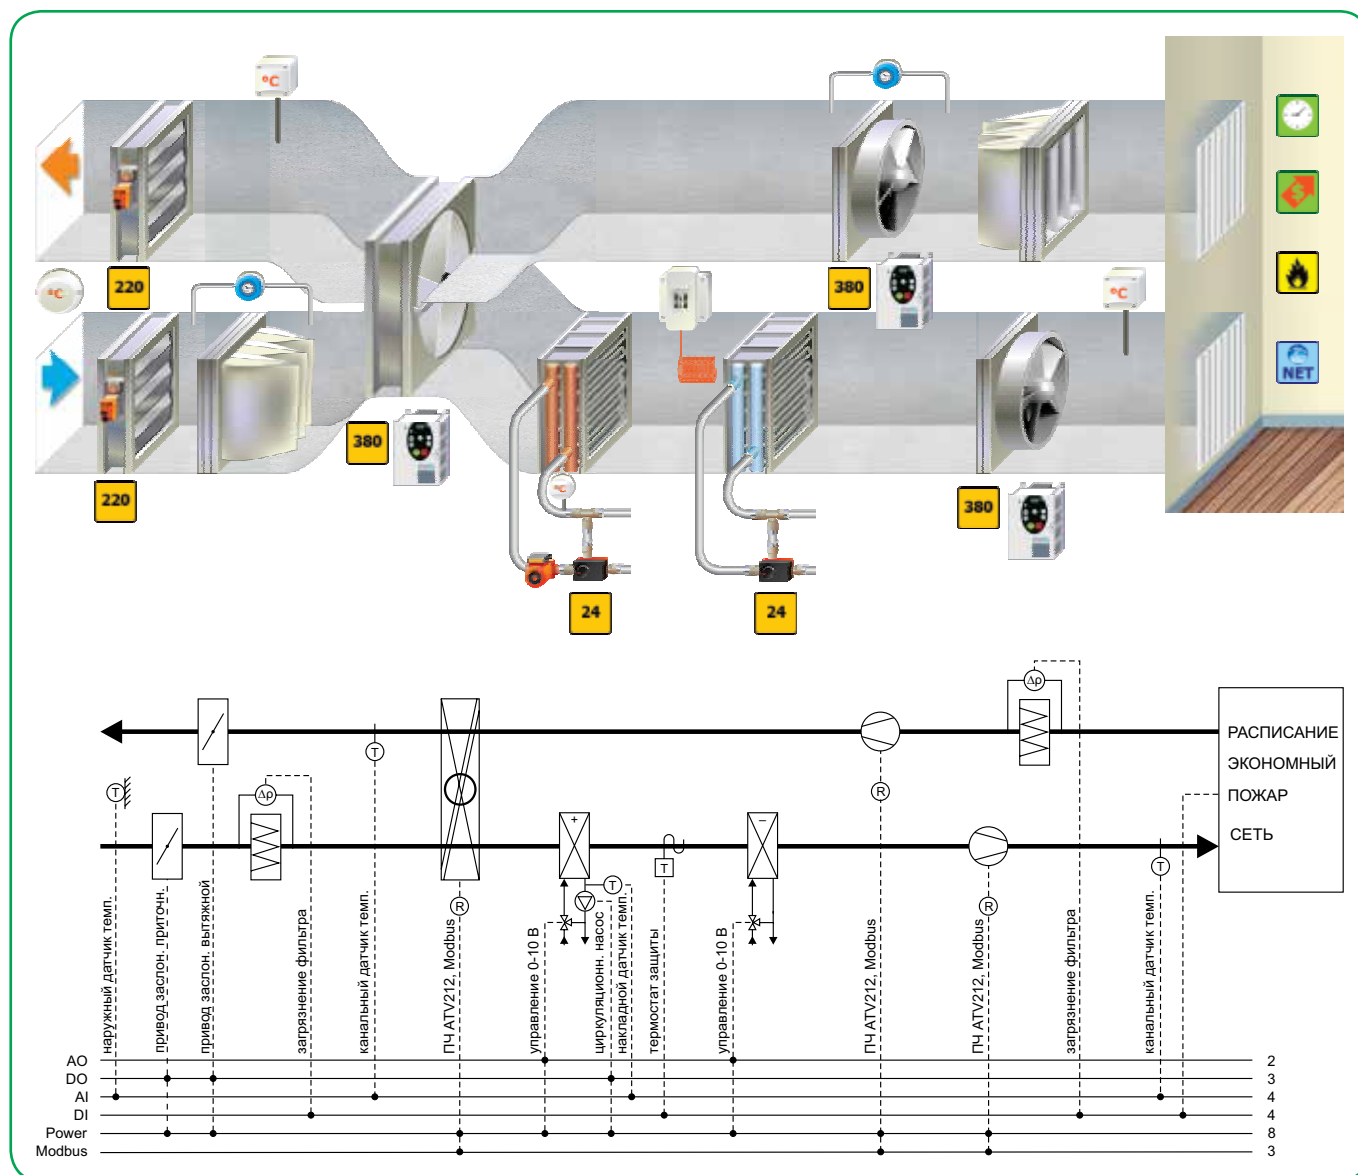 °C
220
°C
380
°C
380
220
°C
380
NET
24
24
Δρ
РАСПИСАНИЕ
T
ЭКОНОМНЫЙ
T
Δρ
R
ПОЖАР
+
–
СЕТЬ
T
T
T
R
R
наружный датчик темп.
привод заслон. приточн.
привод заслон. вытяжной
загрязнение фильтра
канальный датчик темп.
ПЧ ATV212, Modbus
управление 0-10 В
циркуляционн. насос
накладной датчик темп.
термостат защиты
управление 0-10 В
ПЧ ATV212, Modbus
ПЧ ATV212, Modbus
загрязнение фильтра
канальный датчик темп.
AO 2
DO 3
AI 4
DI 4
Power 8
Modbus 3